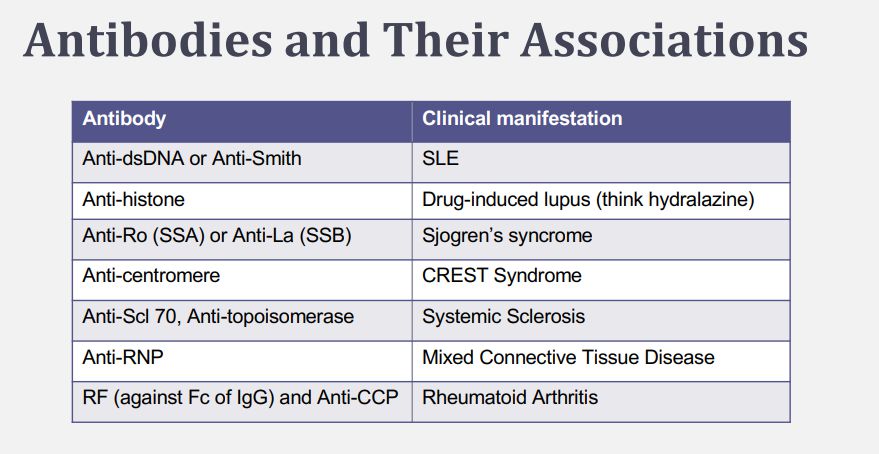 Antibodies and Their Associations
Antibody Clinical manifestation
Anti-dsDNA or Anti-Smith SLE
Anti-histone Drug-induced lupus (think hydralazine)
Anti-Ro (SSA) or Anti-La (SSB) Sjogren's syncrome
Anti-centromere CREST Syndrome
Anti-Scl 70, Anti-topoisomerase Systemic Sclerosis
Anti-RNP Mixed Connective Tissue Disease
RF (against Fc of IgG) and Anti-CCP Rheumatoid Arthritis